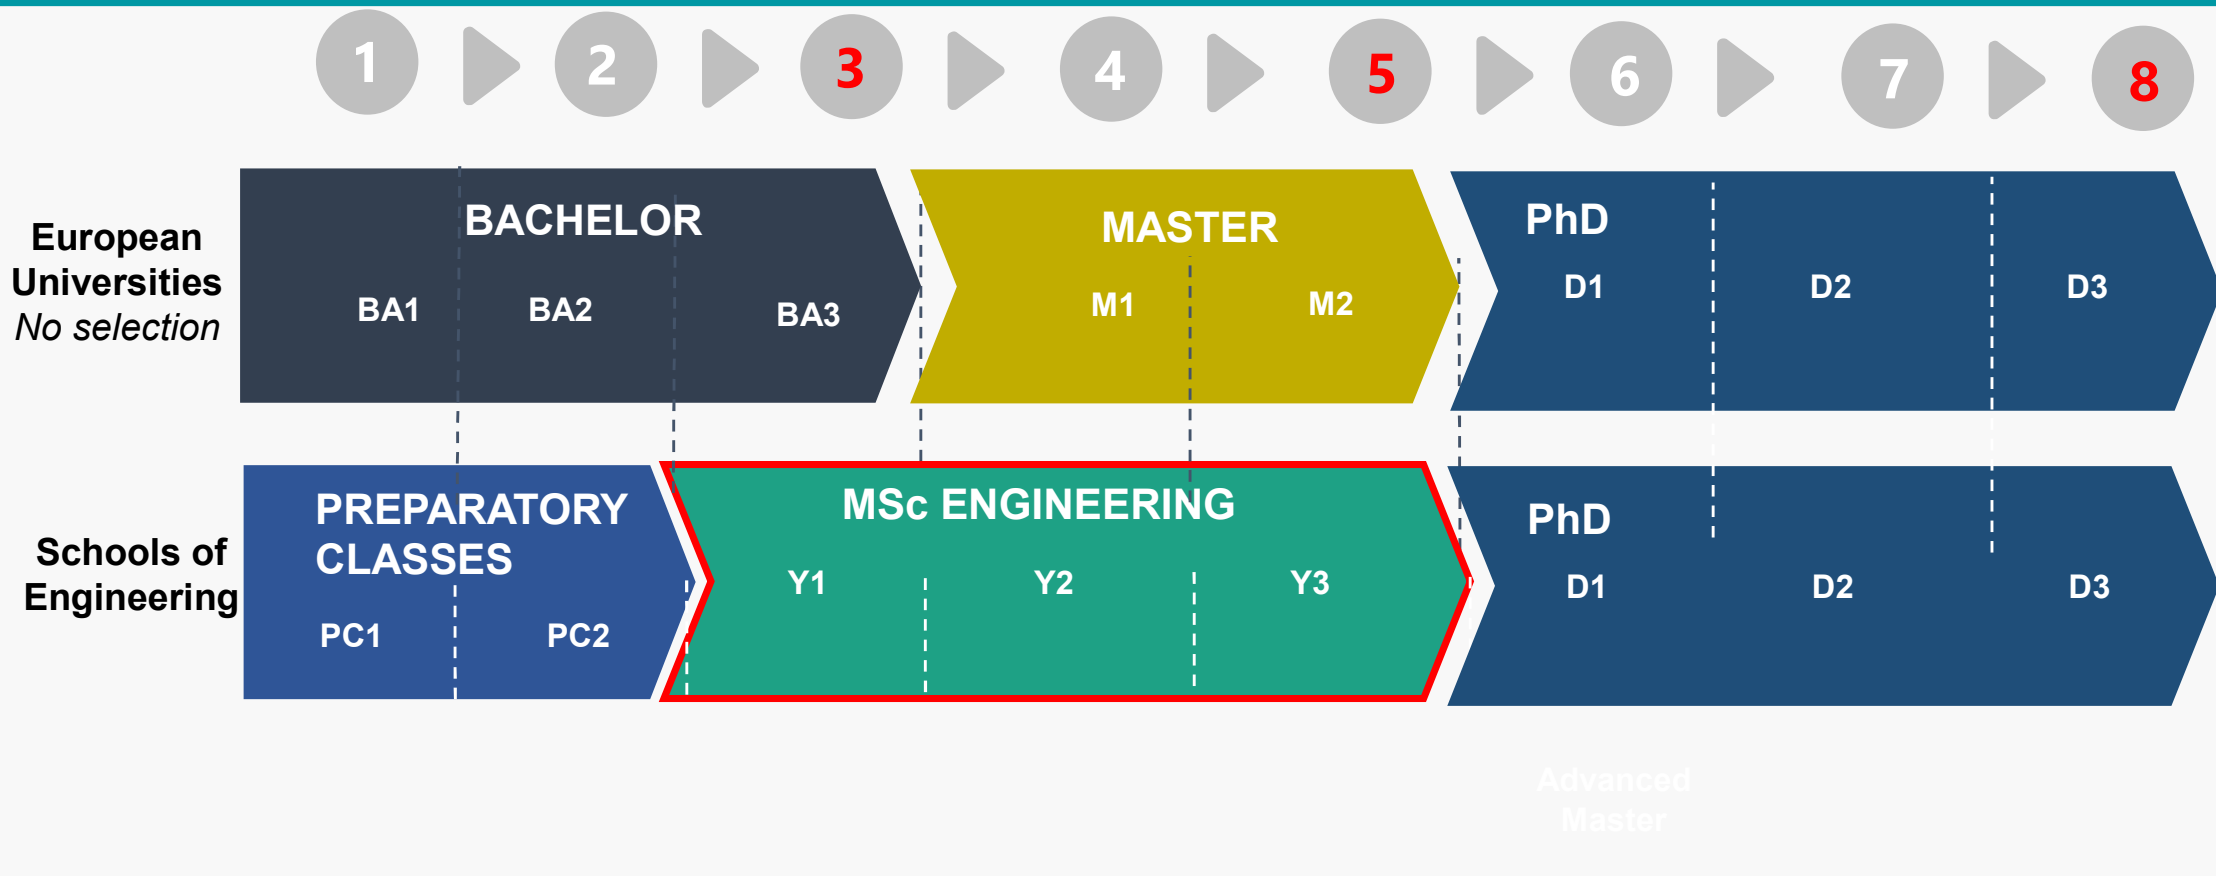 1 2 3 4 5 6 7 8
European
Universities
No selection
BACHELOR
BA1 BA2 BA3
MASTER
M1 M2
PhD
D1 D2 D3
Schools of
Engineering
PREPARATORY
CLASSES
PC1 PC2
MSc ENGINEERING
Y1 Y2 Y3
PhD
D1 D2 D3
Advanced
Master